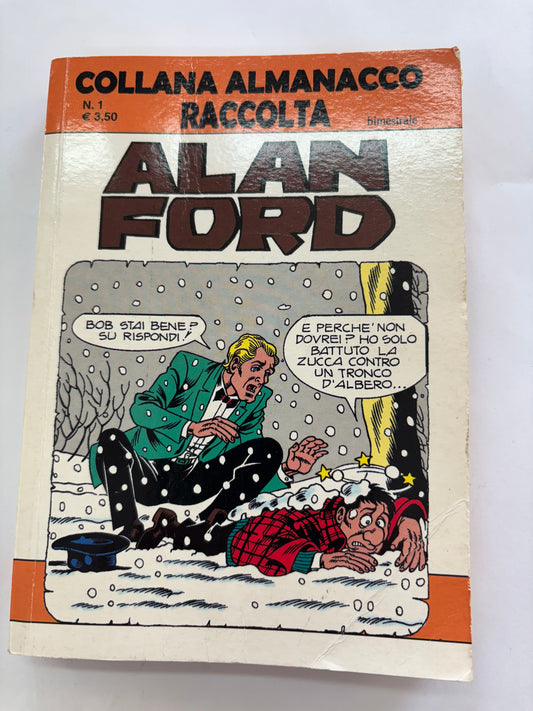 COLLANA ALMANACCO
N. 1
€ 3,50
RACCOLTA
bimestrale
ALAN
FORD
BOB STAI BENE?
SU RISPONDI!
E PERCHE' NON
DOVREI? HO SOLO
BATTUTO LA
ZUCCA CONTRO
UN TRONCO
D'ALBERO...